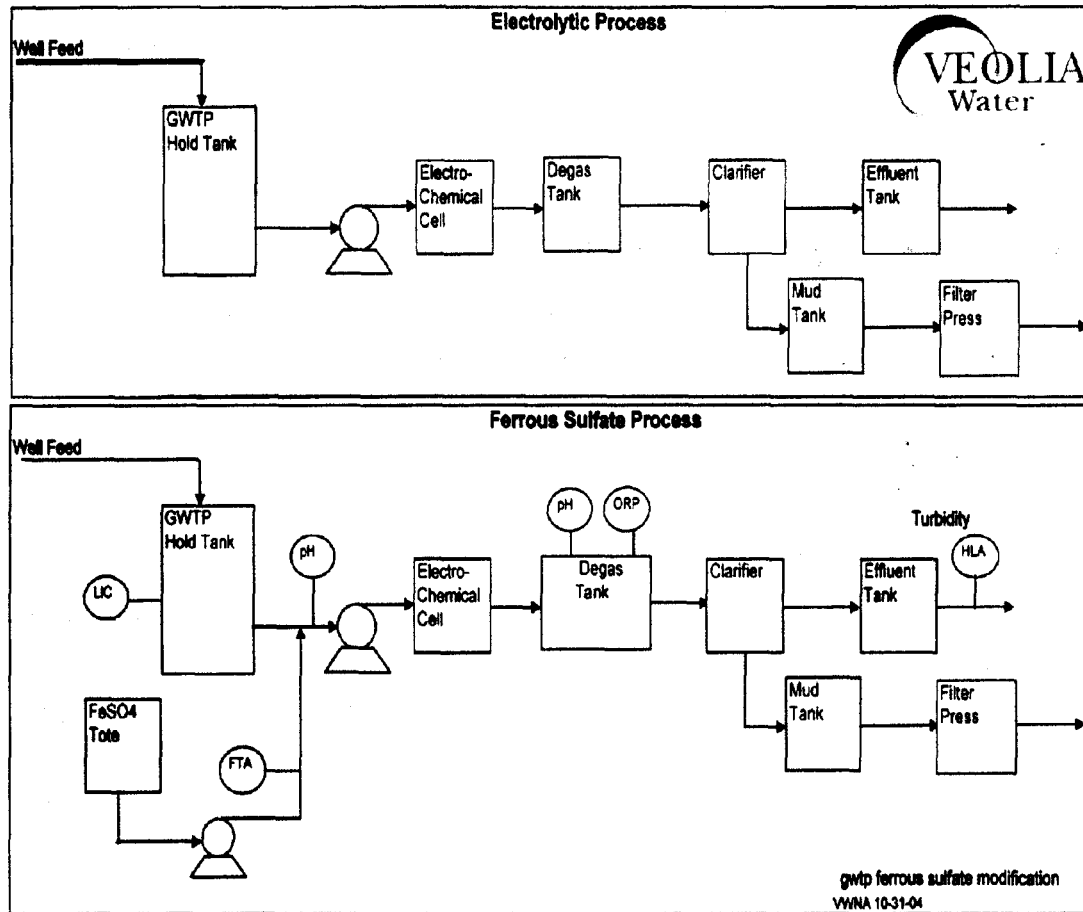 Electrolytic Process
VEOLIA
Water
Well Feed
GWTP
Hold Tank
Electro-
Chemical
Cell
Degas
Tank
Clarifier
Effluent
Tank
Mud
Tank
Filter
Press
Ferrous Sulfate Process
Well Feed
GWTP
Hold Tank
LIC
pH
Electro-
Chemical
Cell
pH
ORP
Degas
Tank
Clarifier
Effluent
Tank
Turbidity
HLA
Mud
Tank
Filter
Press
FeSO4
Tote
FTA
gwtp ferrous sulfate modification
VWNA 10-31-04